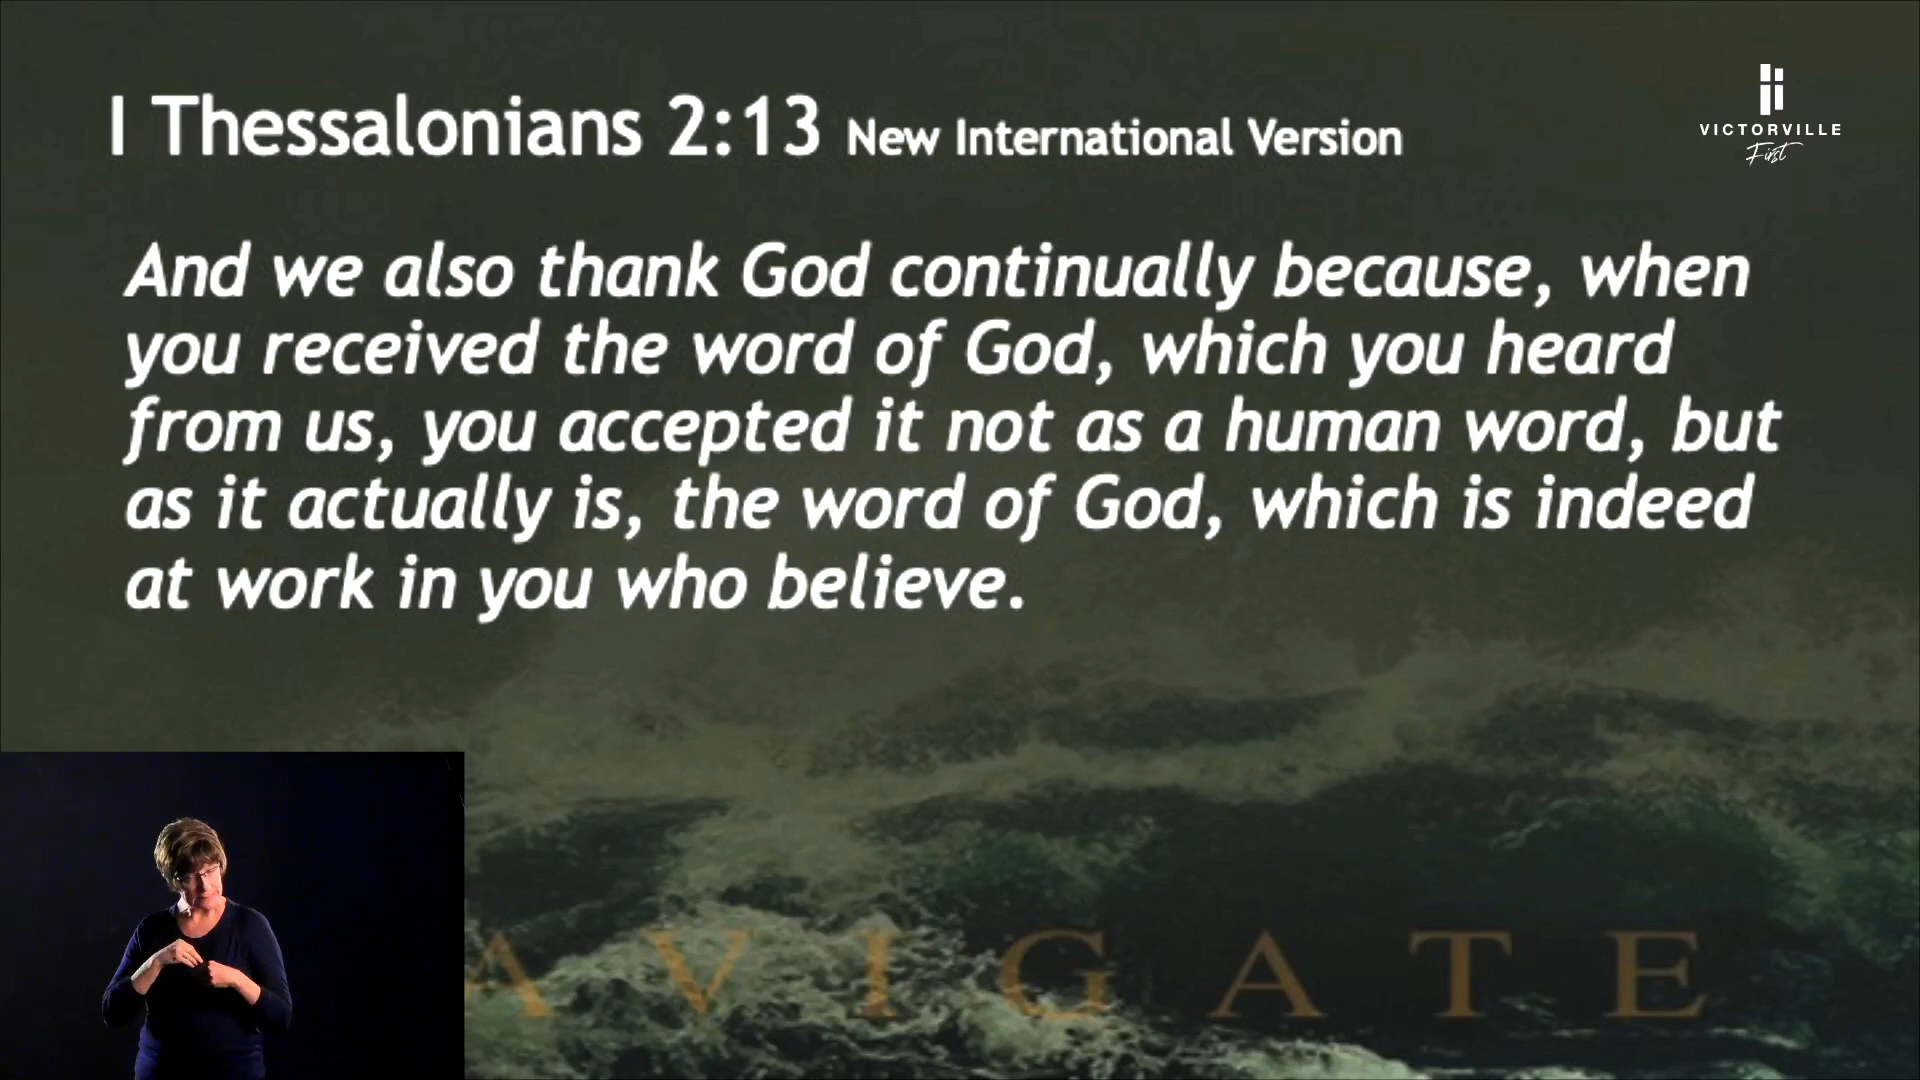 I Thessalonians 2:13 New International Version
VICTORVILLE
First
And we also thank God continually because, when
you received the word of God, which you heard
from us, you accepted it not as a human word, but
as it actually is, the word of God, which is indeed
at work in you who believe.
AVIGATE